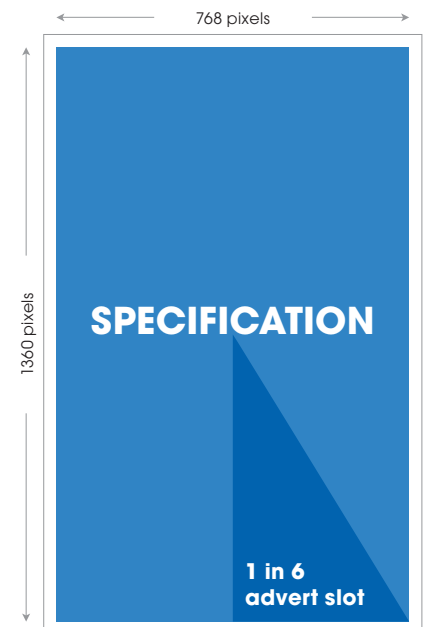 768 pixels
1360 pixels
SPECIFICATION
1 in 6
advert slot